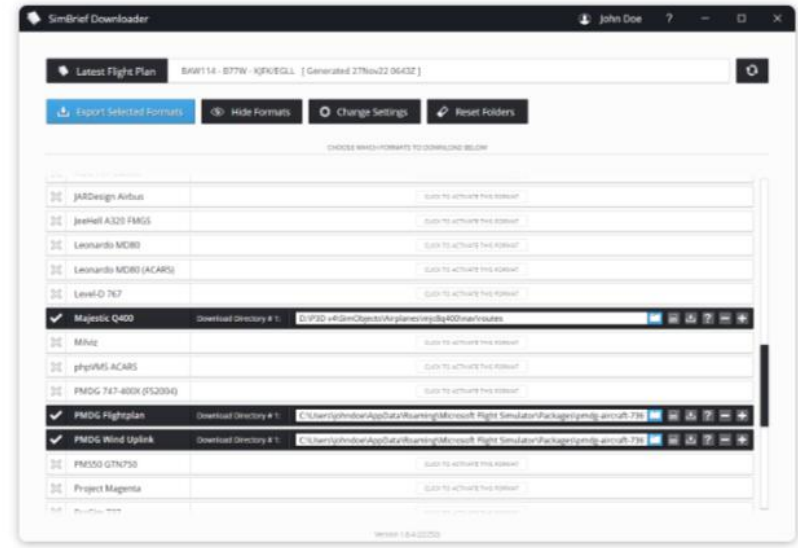 SimBrief Downloader John Doe ?
Latest Flight Plan BAW114 - B77W - KJFK/EGLL [ Generated 27Nov22 0643Z ]
Export Selected Formats Hide Formats Change Settings Reset Folders
CHOOSE WHICH FORMATS TO DOWNLOAD BELOW
JARDesign Airbus CLICK TO ACTIVATE THIS FORMAT
JeeHell A320 FMGS CLICK TO ACTIVATE THIS FORMAT
Leonardo MD80 CLICK TO ACTIVATE THIS FORMAT
Leonardo MD80 (ACARS) CLICK TO ACTIVATE THIS FORMAT
Level-D 767 CLICK TO ACTIVATE THIS FORMAT
Majestic Q400 Download Directory # 1: D:\P3D v4\SimObjects\Airplanes\mjc8q400\nav\routes ?
Milviz CLICK TO ACTIVATE THIS FORMAT
phpVMS ACARS CLICK TO ACTIVATE THIS FORMAT
PMDG 747-400X (FS2004) CLICK TO ACTIVATE THIS FORMAT
PMDG Flightplan Download Directory # 1: C:\Users\johndoe\AppData\Roaming\Microsoft Flight Simulator\Packages\pmdg-aircraft-736 ?
PMDG Wind Uplink Download Directory # 1: C:\Users\johndoe\AppData\Roaming\Microsoft Flight Simulator\Packages\pmdg-aircraft-736 ?
PMS50 GTN750 CLICK TO ACTIVATE THIS FORMAT
Project Magenta CLICK TO ACTIVATE THIS FORMAT